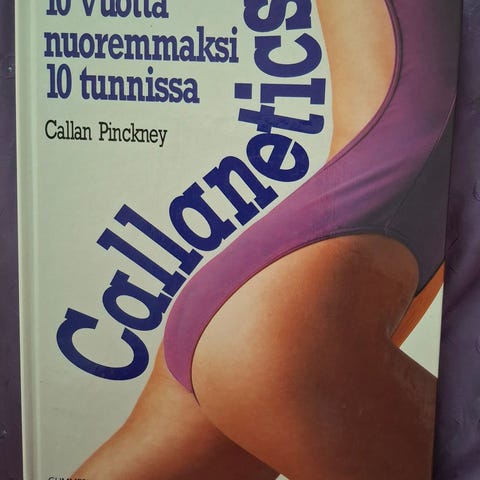 10 vuotta
nuoremmaksi
10 tunnissa
Callan Pinckney
Callanetics